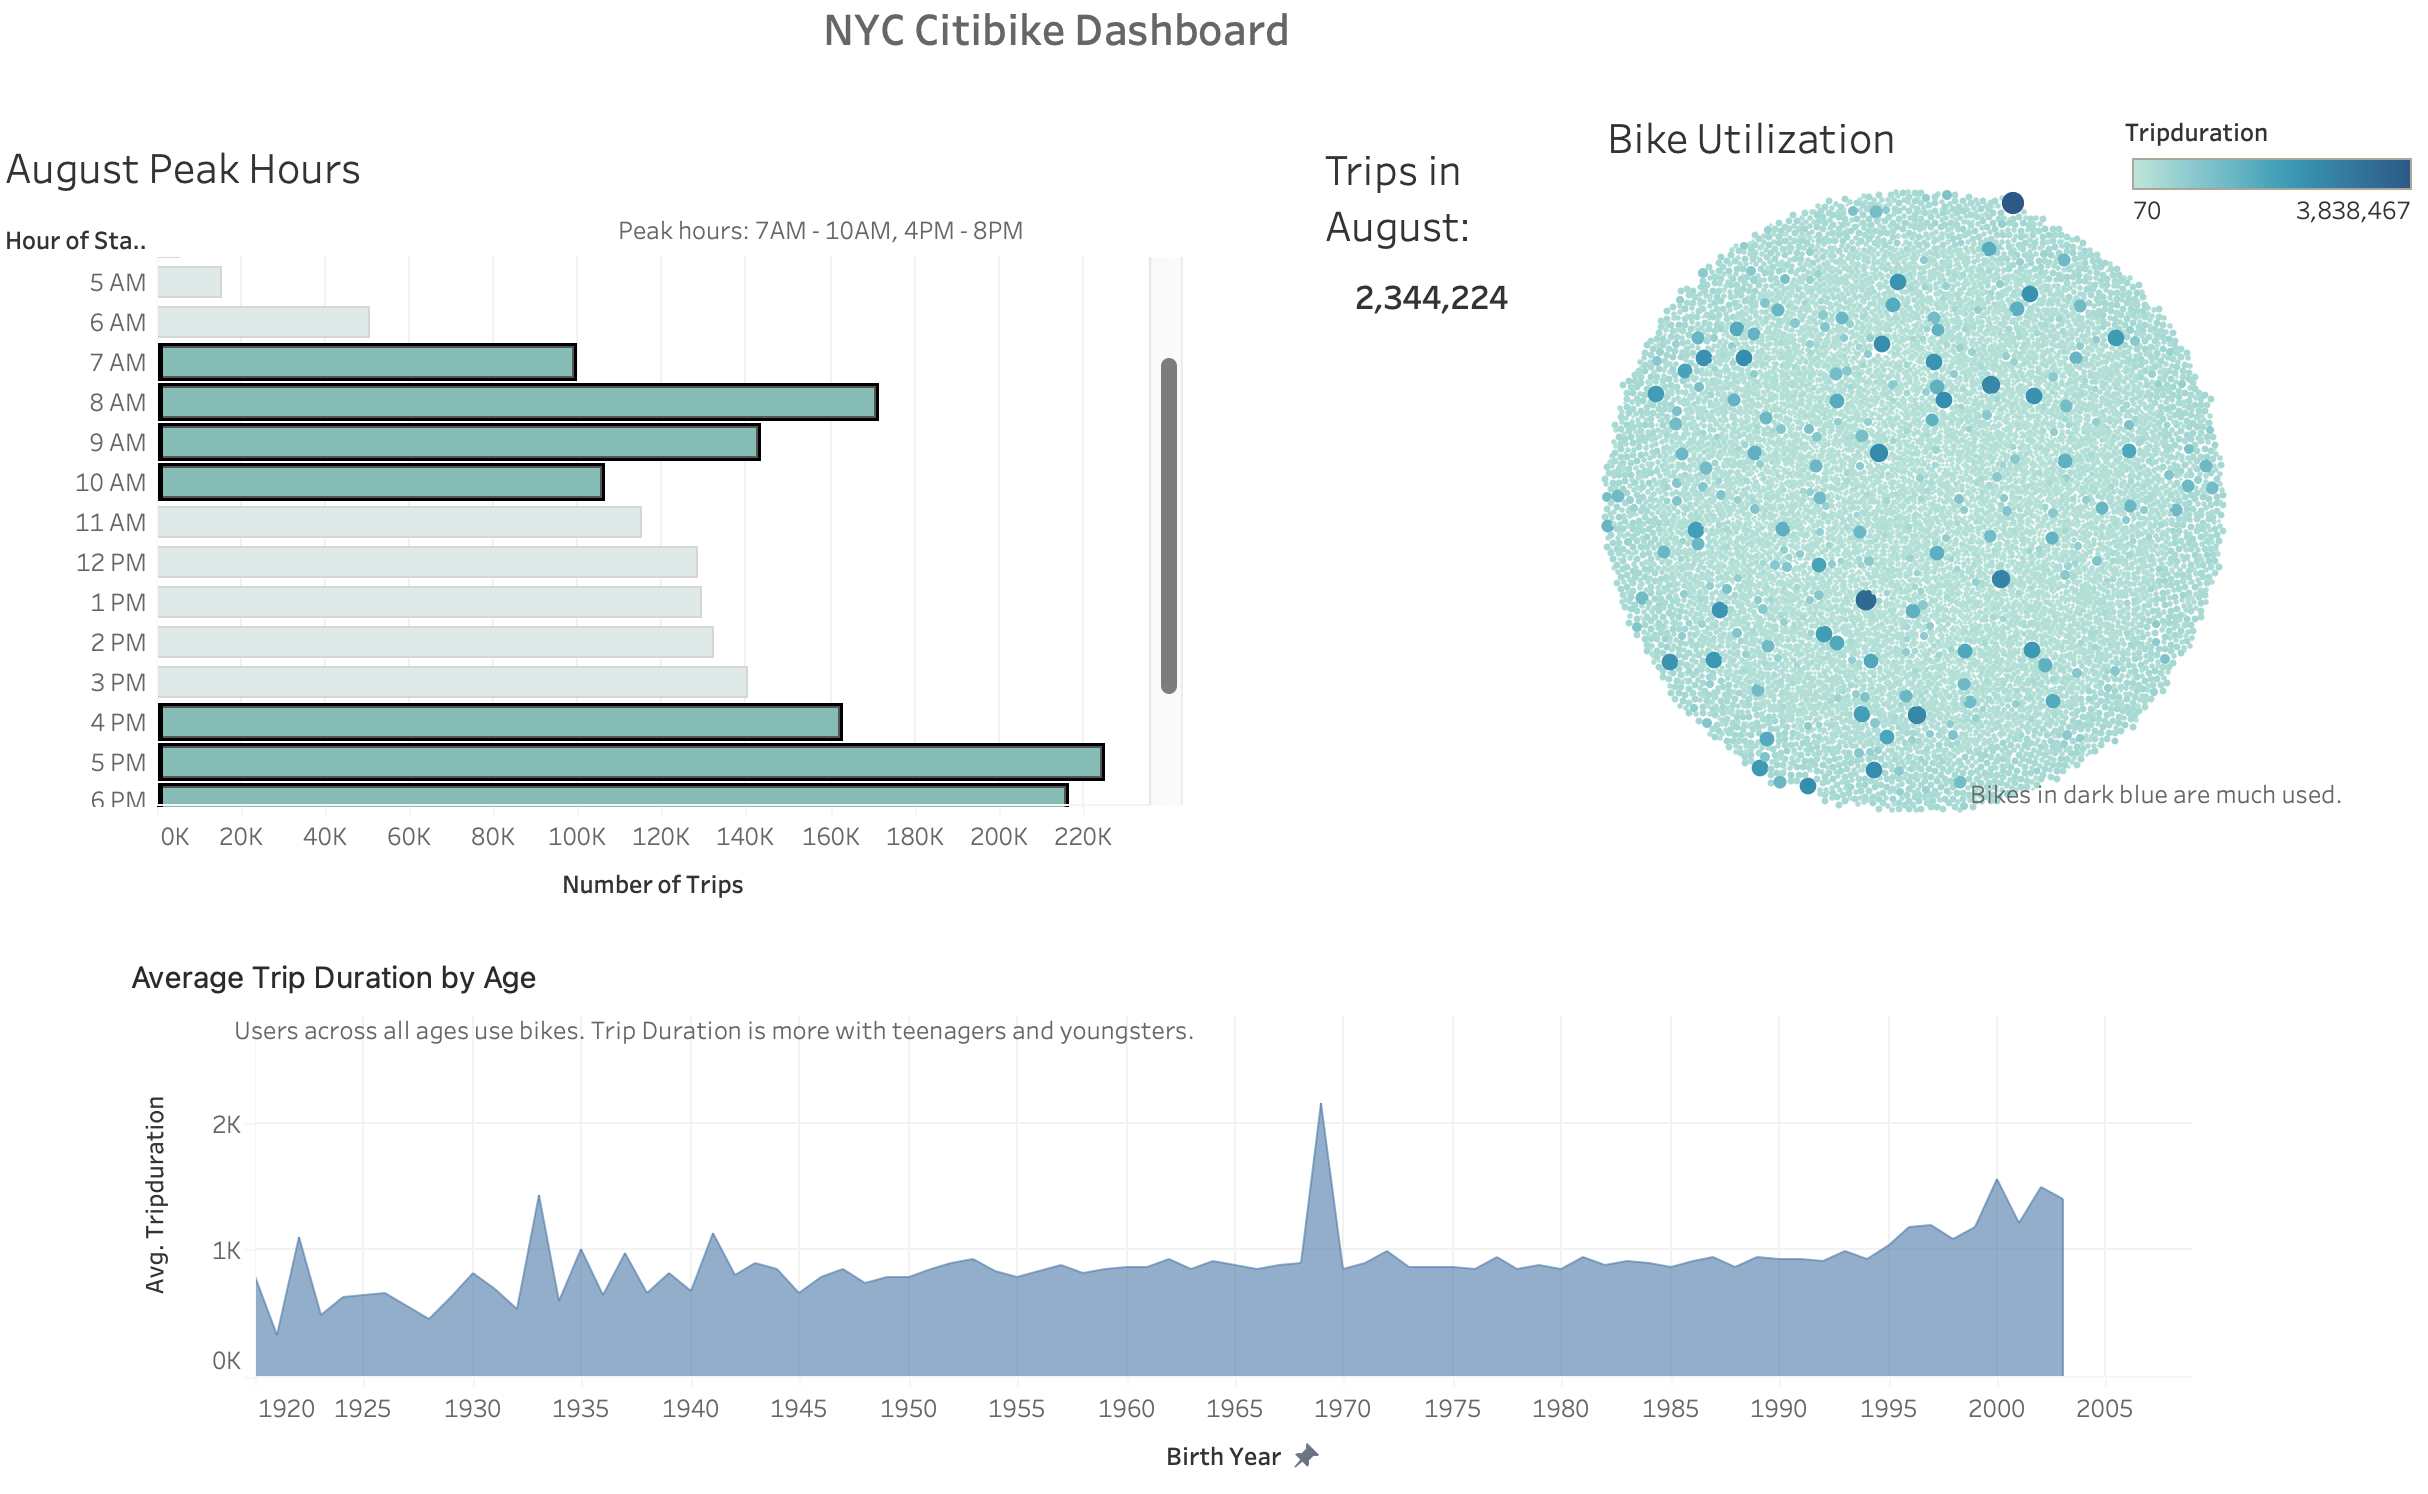 NYC Citibike Dashboard
August Peak Hours
Peak hours: 7AM - 10AM, 4PM - 8PM
Hour of Sta..
5 AM
6 AM
7 AM
8 AM
9 AM
10 AM
11 AM
12 PM
1 PM
2 PM
3 PM
4 PM
5 PM
6 PM
0K 20K 40K 60K 80K 100K 120K 140K 160K 180K 200K 220K
Number of Trips
Trips in
August:
2,344,224
Bike Utilization
Tripduration
70 3,838,467
Bikes in dark blue are much used.
Average Trip Duration by Age
Users across all ages use bikes. Trip Duration is more with teenagers and youngsters.
Avg. Tripduration
2K
1K
0K
1920 1925 1930 1935 1940 1945 1950 1955 1960 1965 1970 1975 1980 1985 1990 1995 2000 2005
Birth Year